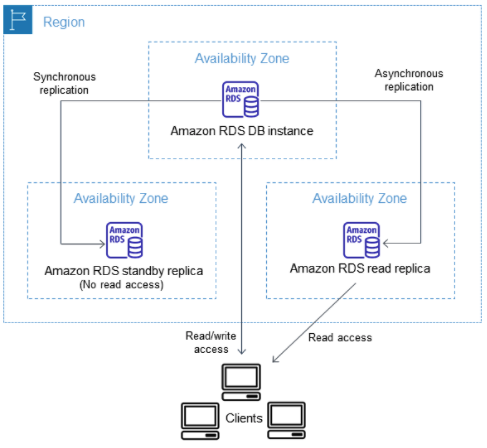 Region
Availability Zone
Synchronous
replication
Asynchronous
replication
Amazon
RDS
Amazon RDS DB instance
Availability Zone
Availability Zone
Amazon
RDS
Amazon RDS standby replica
(No read access)
Amazon
RDS
Amazon RDS read replica
Read/write
access
Read access
Clients